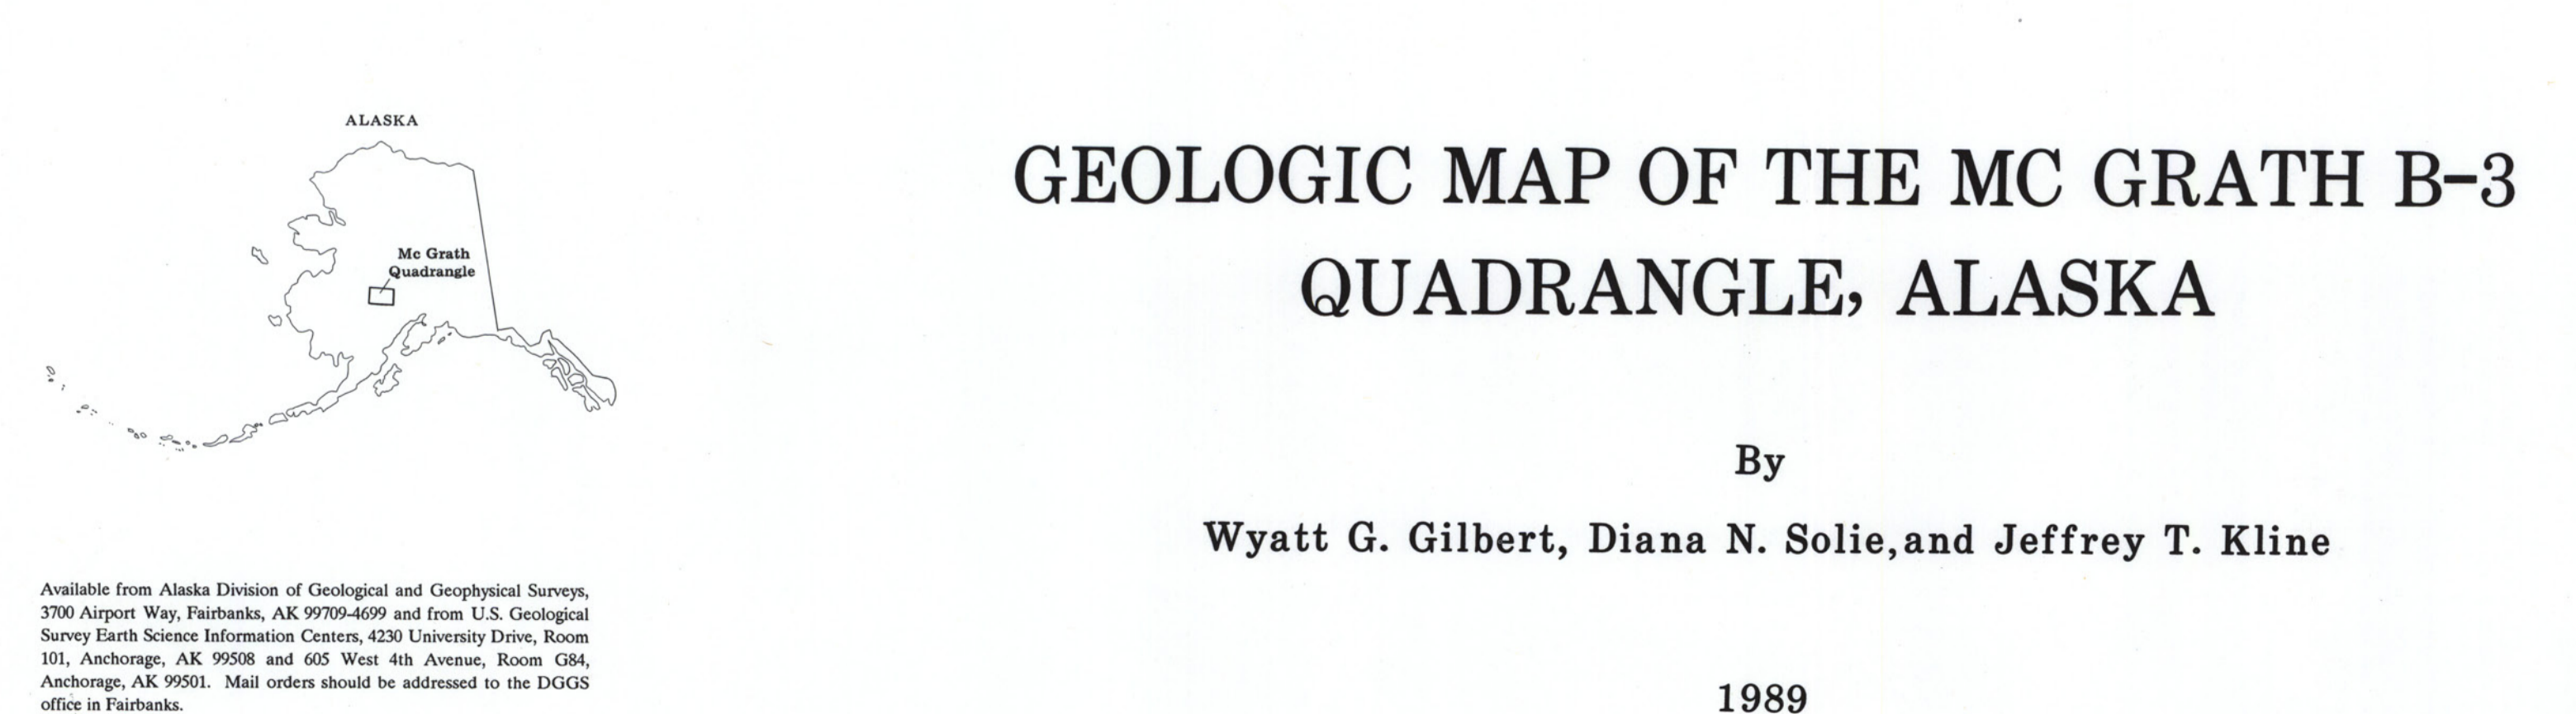 ALASKA
Mc Grath
Quadrangle
Available from Alaska Division of Geological and Geophysical Surveys,
3700 Airport Way, Fairbanks, AK 99709-4699 and from U.S. Geological
Survey Earth Science Information Centers, 4230 University Drive, Room
101, Anchorage, AK 99508 and 605 West 4th Avenue, Room G84,
Anchorage, AK 99501. Mail orders should be addressed to the DGGS
office in Fairbanks.
GEOLOGIC MAP OF THE MC GRATH B-3
QUADRANGLE, ALASKA
By
Wyatt G. Gilbert, Diana N. Solie, and Jeffrey T. Kline
1989